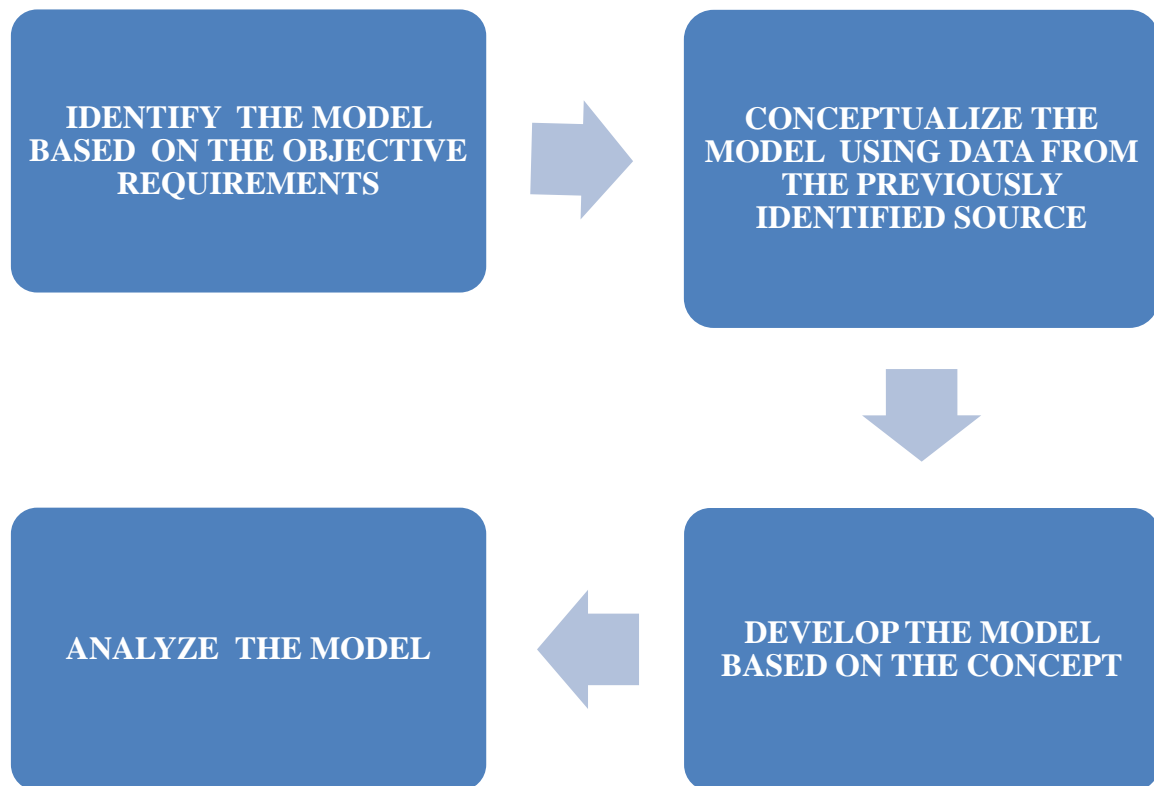 IDENTIFY THE MODEL
BASED ON THE OBJECTIVE
REQUIREMENTS
CONCEPTUALIZE THE
MODEL USING DATA FROM
THE PREVIOUSLY
IDENTIFIED SOURCE
DEVELOP THE MODEL
BASED ON THE CONCEPT
ANALYZE THE MODEL